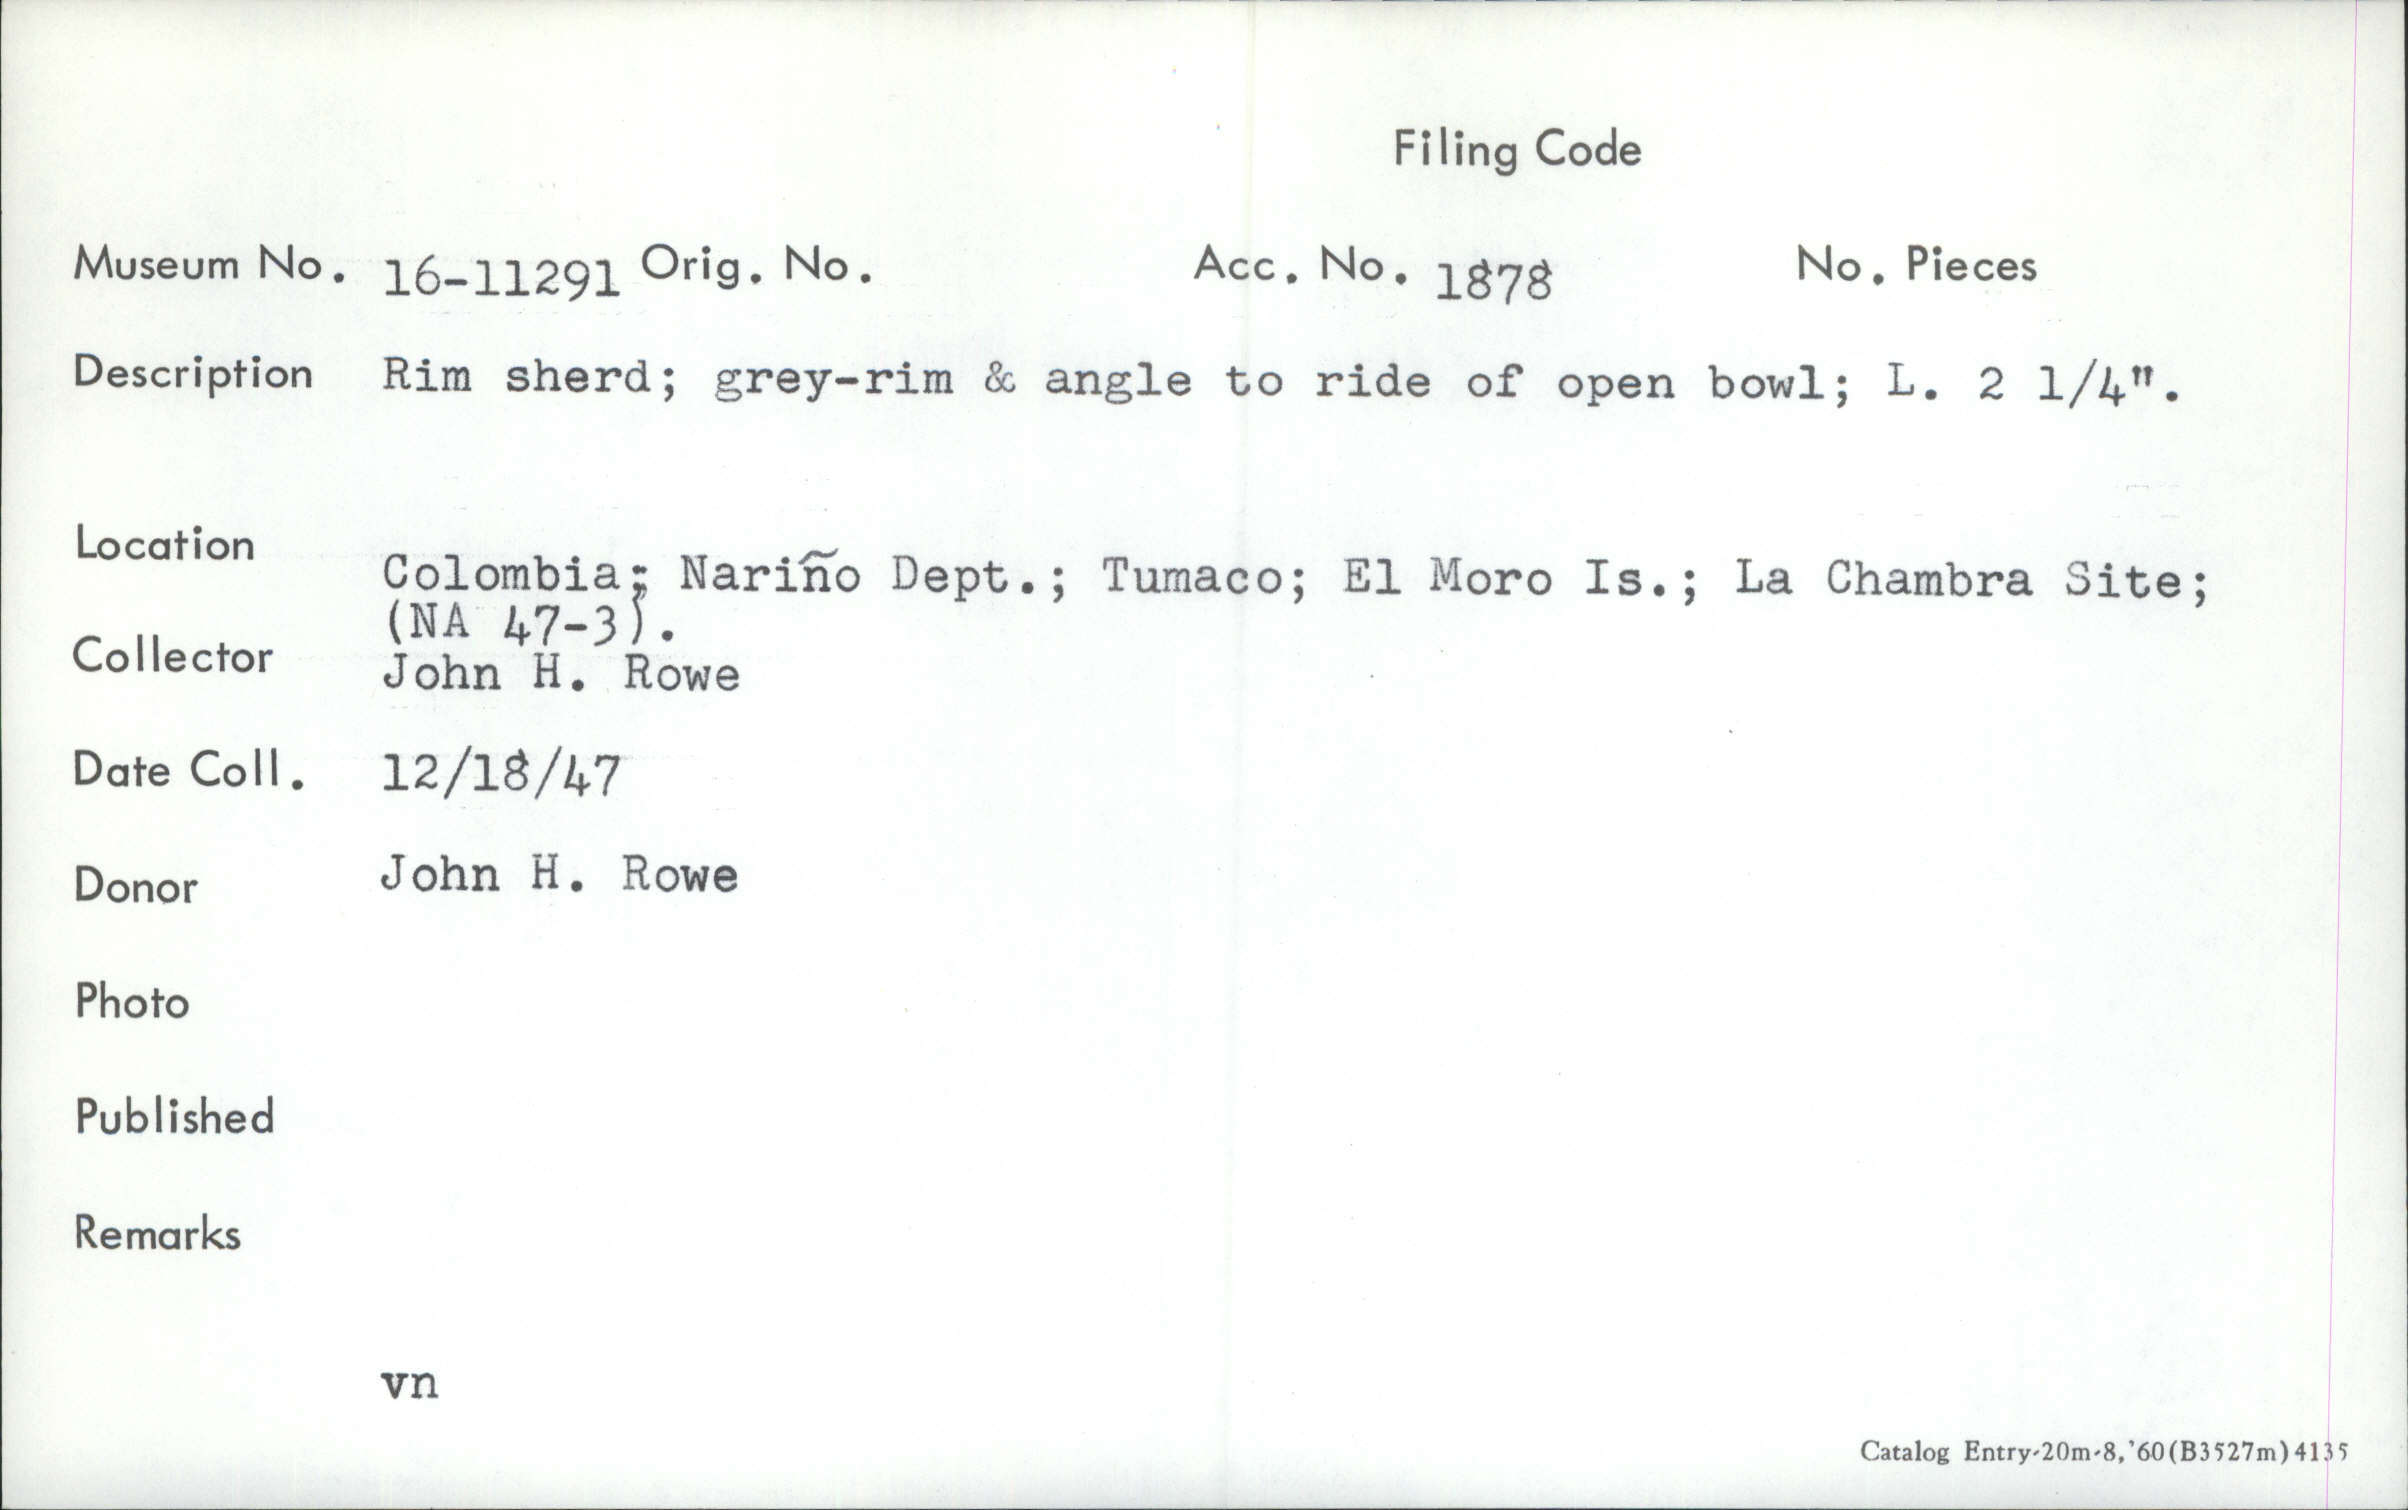 Filing Code
Museum No. 16-11291 Orig. No. Acc. No. 1878 No. Pieces
Description Rim sherd; grey-rim & angle to ride of open bowl; L. 2 1/4".
Location Colombia; Nariño Dept.; Tumaco; El Moro Is.; La Chambra Site;
(NA 47-3).
Collector John H. Rowe
Date Coll. 12/18/47
Donor John H. Rowe
Photo
Published
Remarks
vn
Catalog Entry-20m-8,'60(B3527m)4135